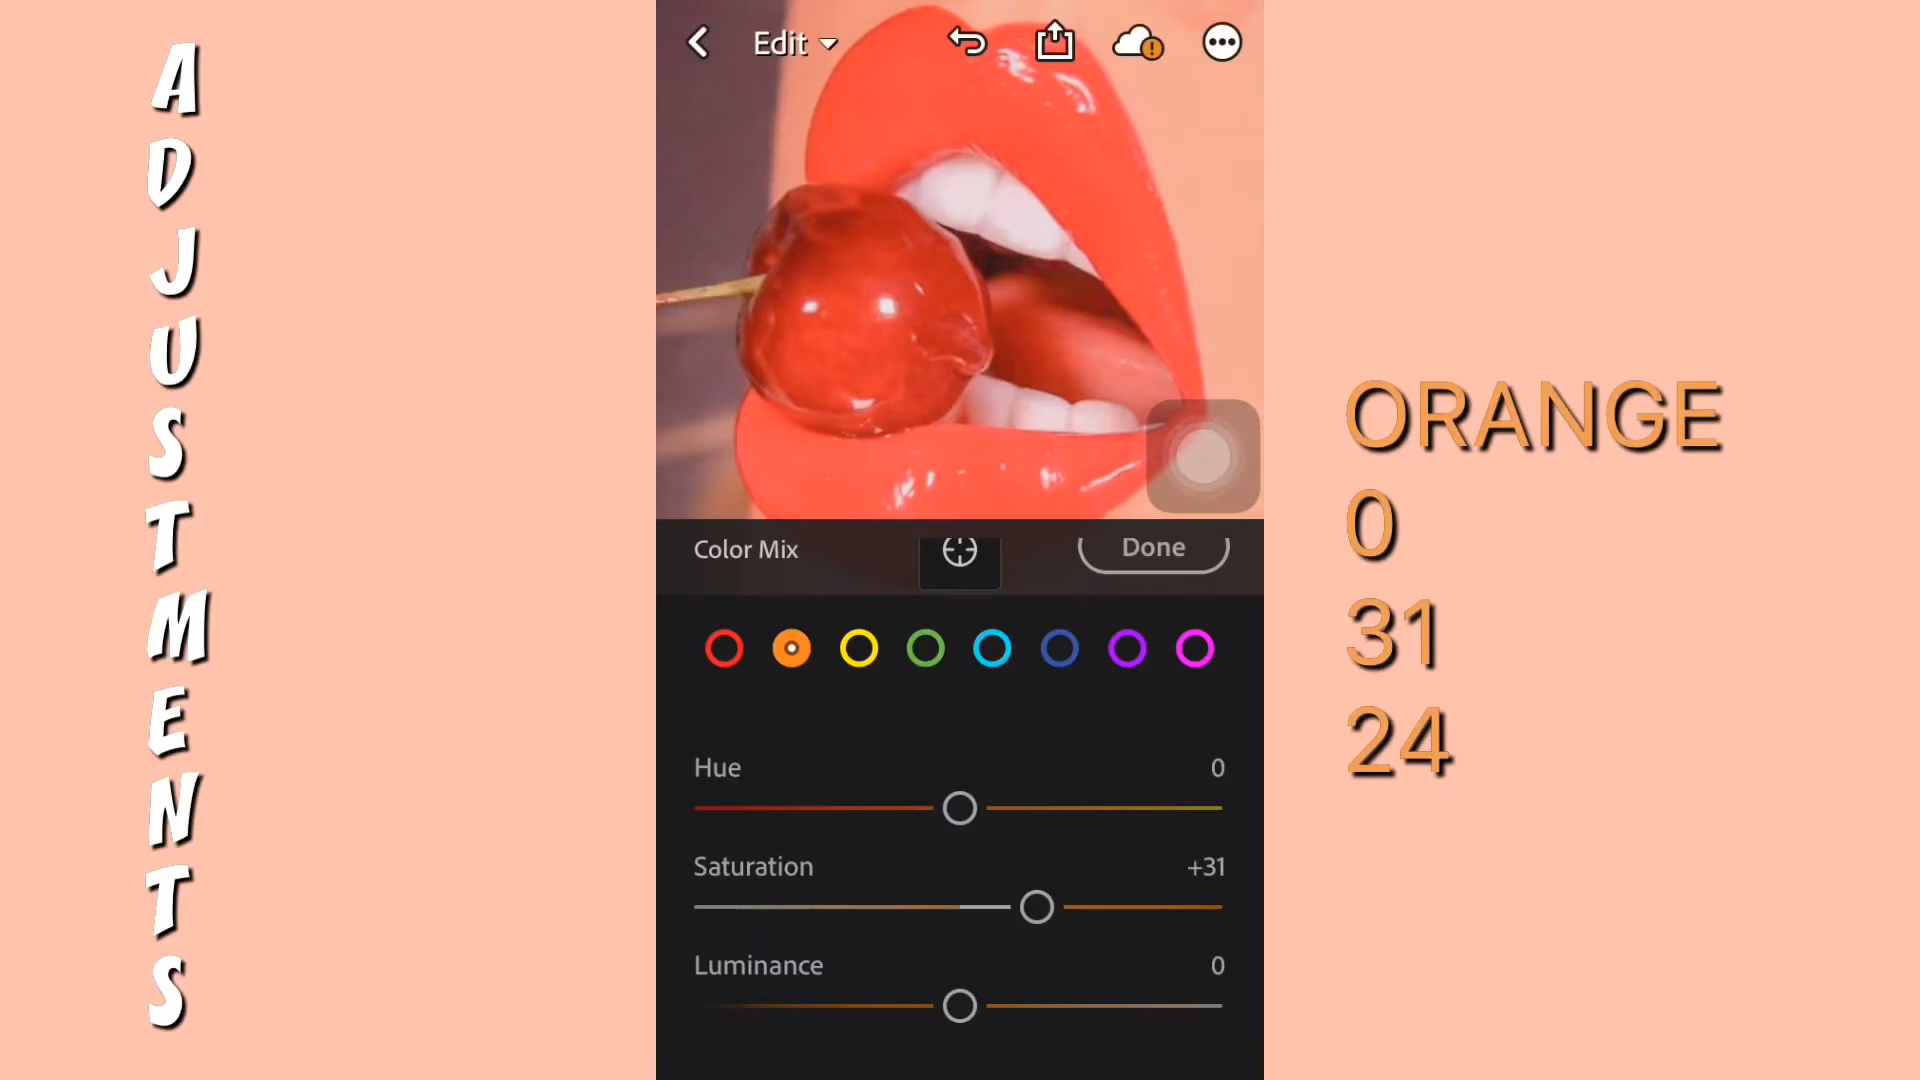 ADJUSTMENTS
Edit
Color Mix
Done
Hue 0
Saturation +31
Luminance 0
ORANGE
0
31
24